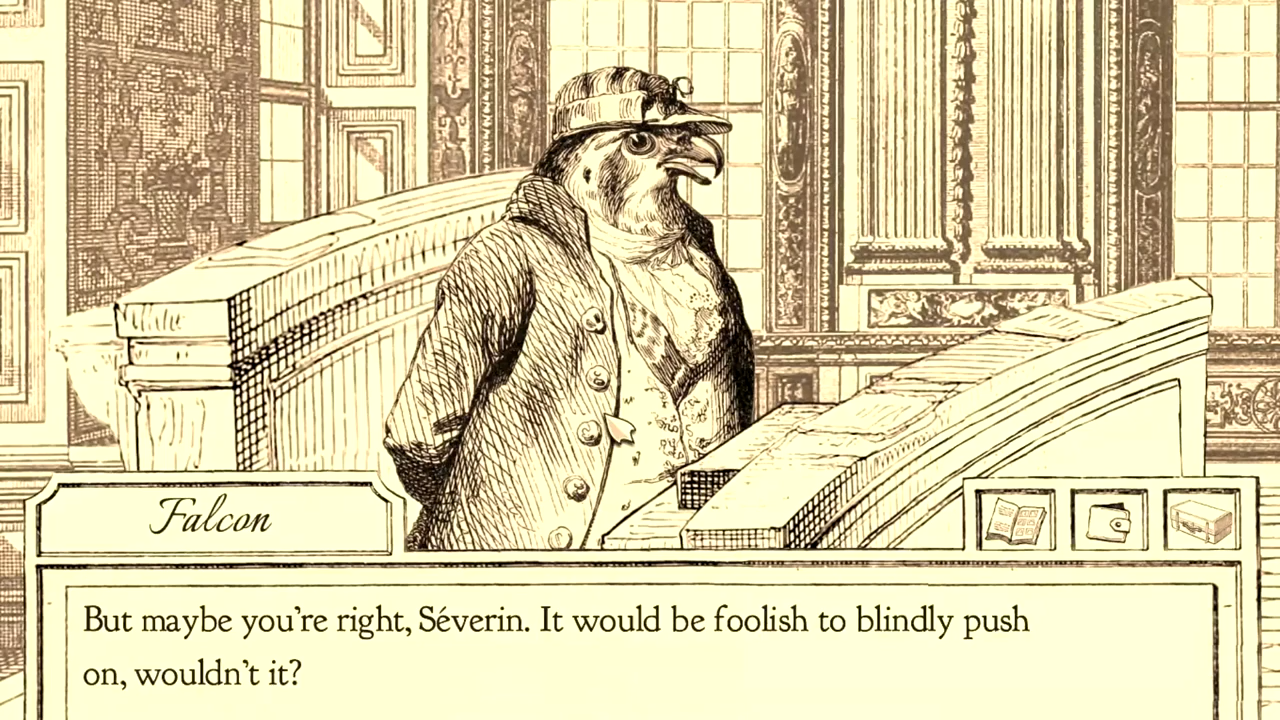 Falcon
But maybe you're right, Séverin. It would be foolish to blindly push
on, wouldn't it?